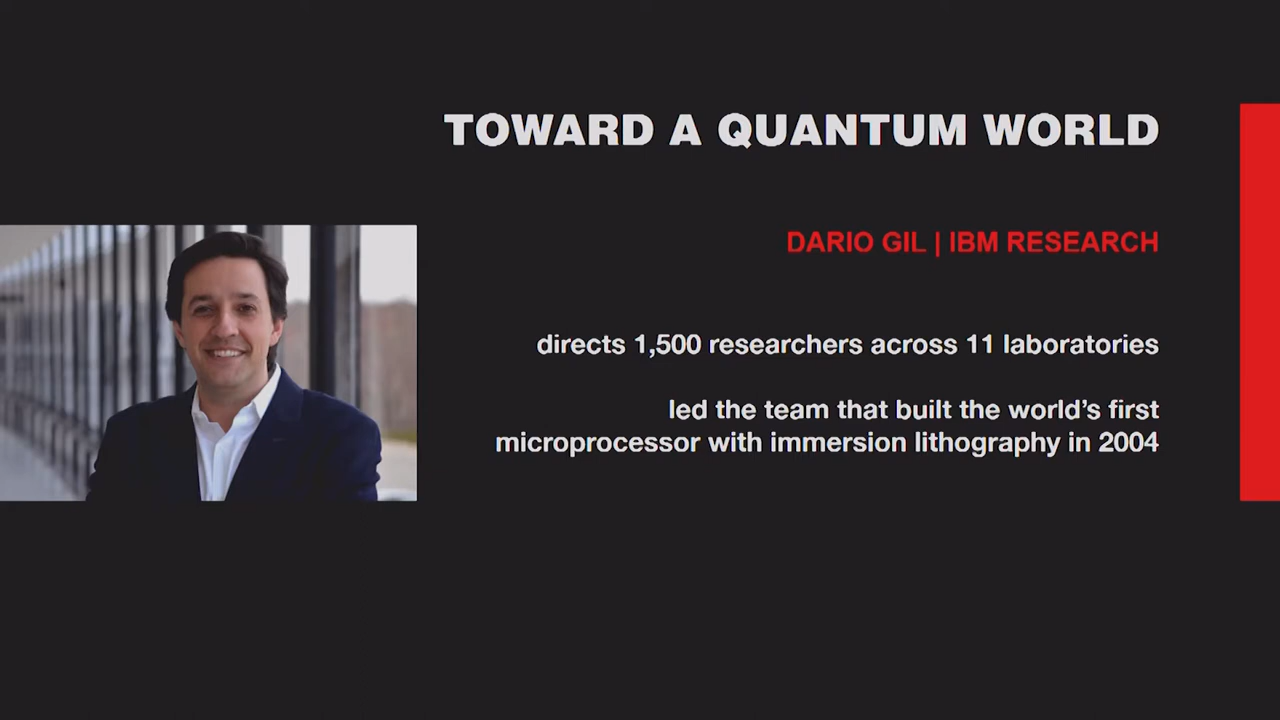 TOWARD A QUANTUM WORLD
DARIO GIL | IBM RESEARCH
directs 1,500 researchers across 11 laboratories
led the team that built the world’s first
microprocessor with immersion lithography in 2004